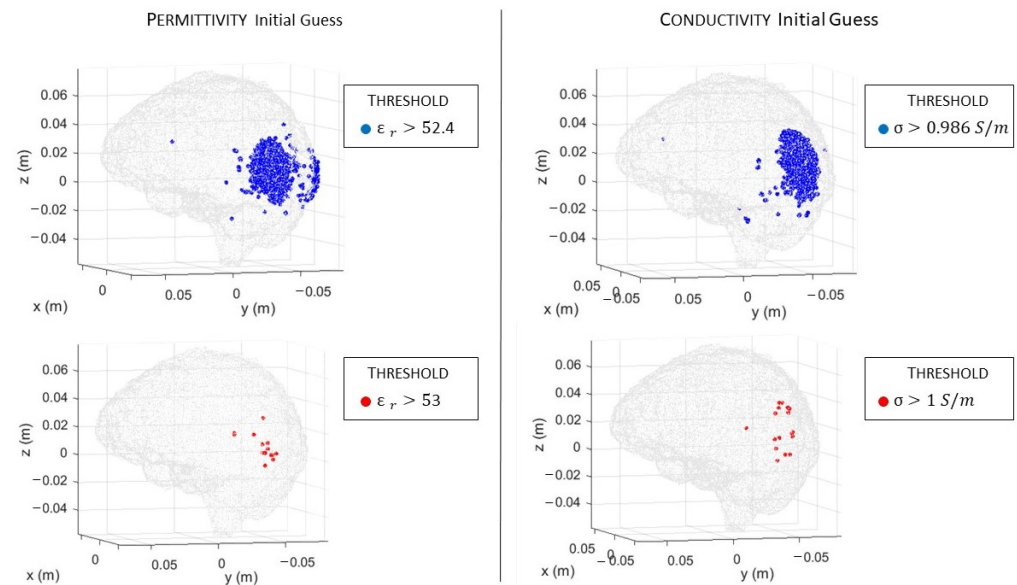 PERMITTIVITY Initial Guess
THRESHOLD
ε r > 52.4
0.06
0.04
0.02
0
−0.02
−0.04
z (m)
0
0.05
0
−0.05
x (m)
y (m)
CONDUCTIVITY Initial Guess
THRESHOLD
σ > 0.986 S/m
0.06
0.04
0.02
0
−0.02
−0.04
z (m)
0.05
0
−0.05
0.05
0
−0.05
x (m)
y (m)
THRESHOLD
ε r > 53
0.06
0.04
0.02
0
−0.02
−0.04
z (m)
0
0.05
0
−0.05
x (m)
y (m)
THRESHOLD
σ > 1 S/m
0.06
0.04
0.02
0
−0.02
−0.04
z (m)
0.05
0
−0.05
0.05
0
−0.05
x (m)
y (m)